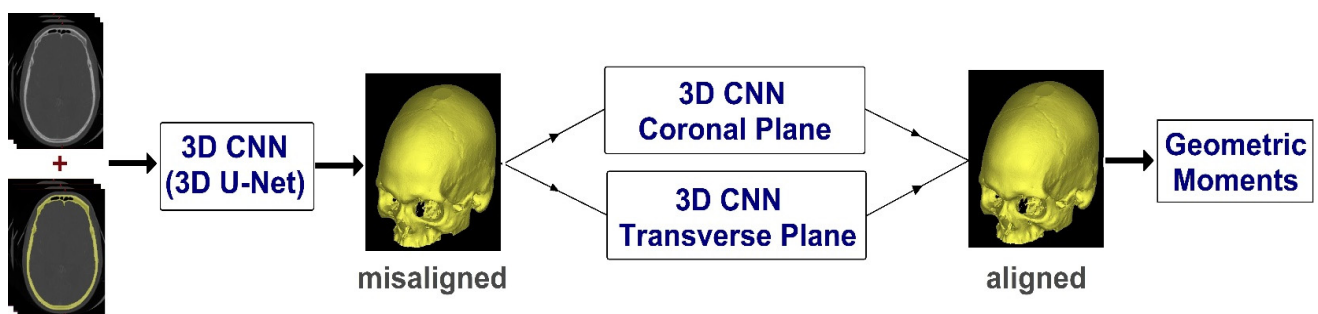 +
3D CNN
(3D U-Net)
misaligned
3D CNN
Coronal Plane
3D CNN
Transverse Plane
aligned
Geometric
Moments